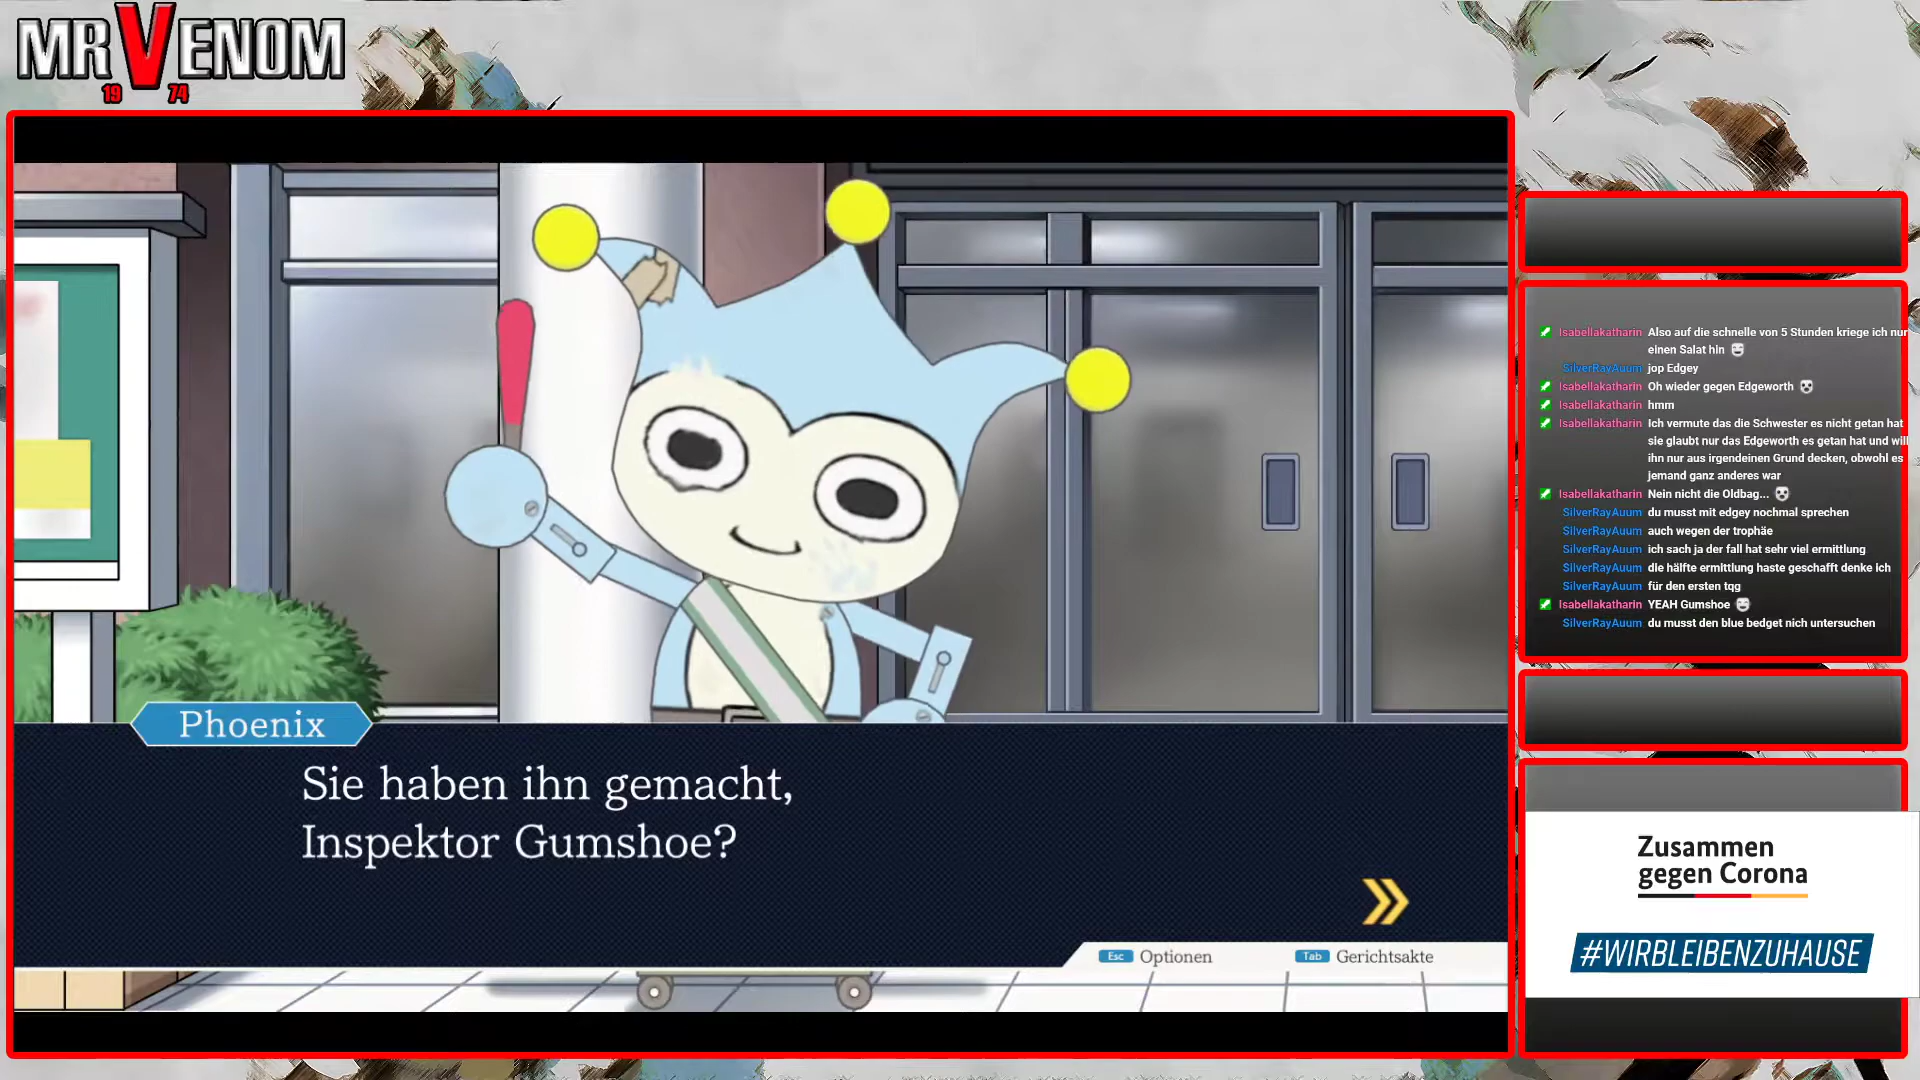 MRVENOM
19 74
Isabellakatharin Also auf die schnelle von 5 Stunden kriege ich nur
einen Salat hin
SilverRayAuum jop Edgey
Isabellakatharin Oh wieder gegen Edgeworth
Isabellakatharin hmm
Isabellakatharin Ich vermute das die Schwester es nicht getan hat
sie glaubt nur das Edgeworth es getan hat und will
ihn nur aus irgendeinen Grund decken, obwohl es
jemand ganz anderes war
Isabellakatharin Nein nicht die Oldbag...
SilverRayAuum du musst mit edgey nochmal sprechen
SilverRayAuum auch wegen der trophäe
SilverRayAuum ich sach ja der fall hat sehr viel ermittlung
SilverRayAuum die hälfte ermittlung haste geschafft denke ich
SilverRayAuum für den ersten tqg
Isabellakatharin YEAH Gumshoe
SilverRayAuum du musst den blue bedget nich untersuchen
Phoenix
Sie haben ihn gemacht,
Inspektor Gumshoe?
Esc Optionen
Tab Gerichtsakte
Zusammen
gegen Corona
#WIRBLEIBENZUHAUSE